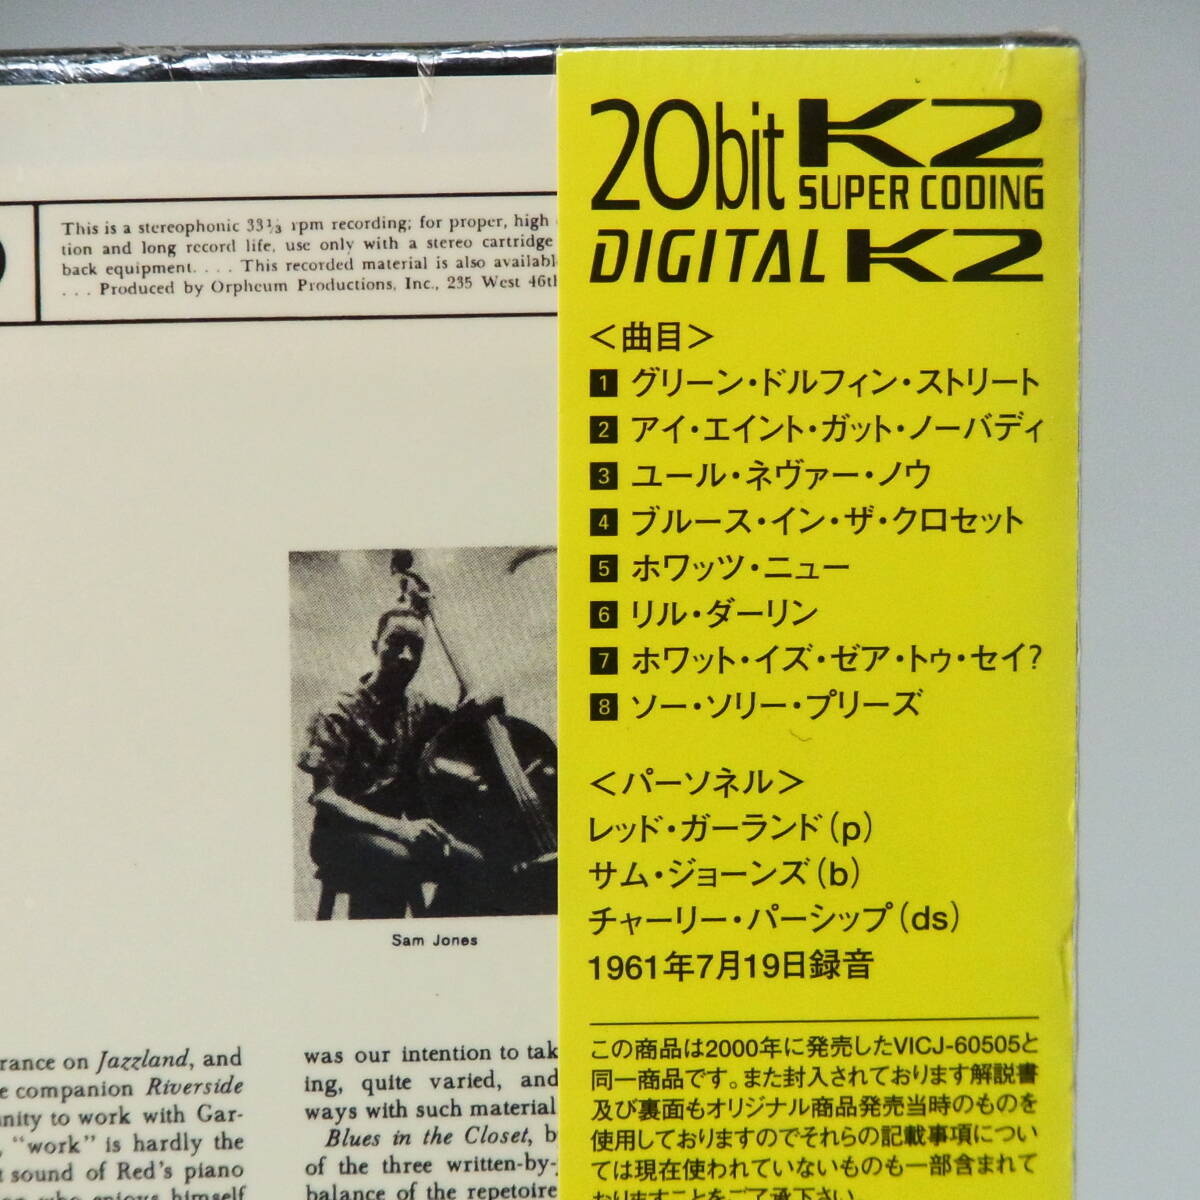 This is a stereophonic 33⅓ rpm recording; for proper, high
tion and long record life, use only with a stereo cartridge
back equipment. . . . This recorded material is also availabl
. . . Produced by Orpheum Productions, Inc., 235 West 46th
Sam Jones
rance on Jazzland, and
e companion Riverside
nity to work with Gar-
, “work” is hardly the
t sound of Red's piano
who enjoys himself
was our intention to tak
ing, quite varied, and
ways with such material
Blues in the Closet, b
of the three written-by-
balance of the repertoire
20bit K2
SUPER CODING
DIGITAL K2
＜曲目＞
1 グリーン・ドルフィン・ストリート
2 アイ・エイント・ガット・ノーバディ
3 ユール・ネヴァー・ノウ
4 ブルース・イン・ザ・クロセット
5 ホワッツ・ニュー
6 リル・ダーリン
7 ホワット・イズ・ゼア・トゥ・セイ?
8 ソー・ソリー・プリーズ
＜パーソネル＞
レッド・ガーランド(p)
サム・ジョーンズ(b)
チャーリー・パーシップ(ds)
1961年7月19日録音
この商品は2000年に発売したVICJ-60505と
同一商品です。また封入されております解説書
及び裏面もオリジナル商品発売当時のものを
使用しておりますのでそれらの記載事項につい
ては現在使われていないものも一部含まれて
おりますことをご了承下さい。